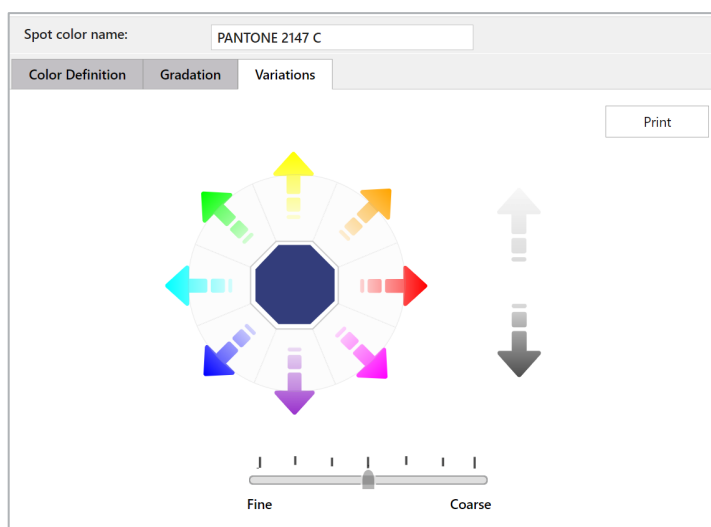 Spot color name:
PANTONE 2147 C
Color Definition
Gradation
Variations
Print
Fine
Coarse